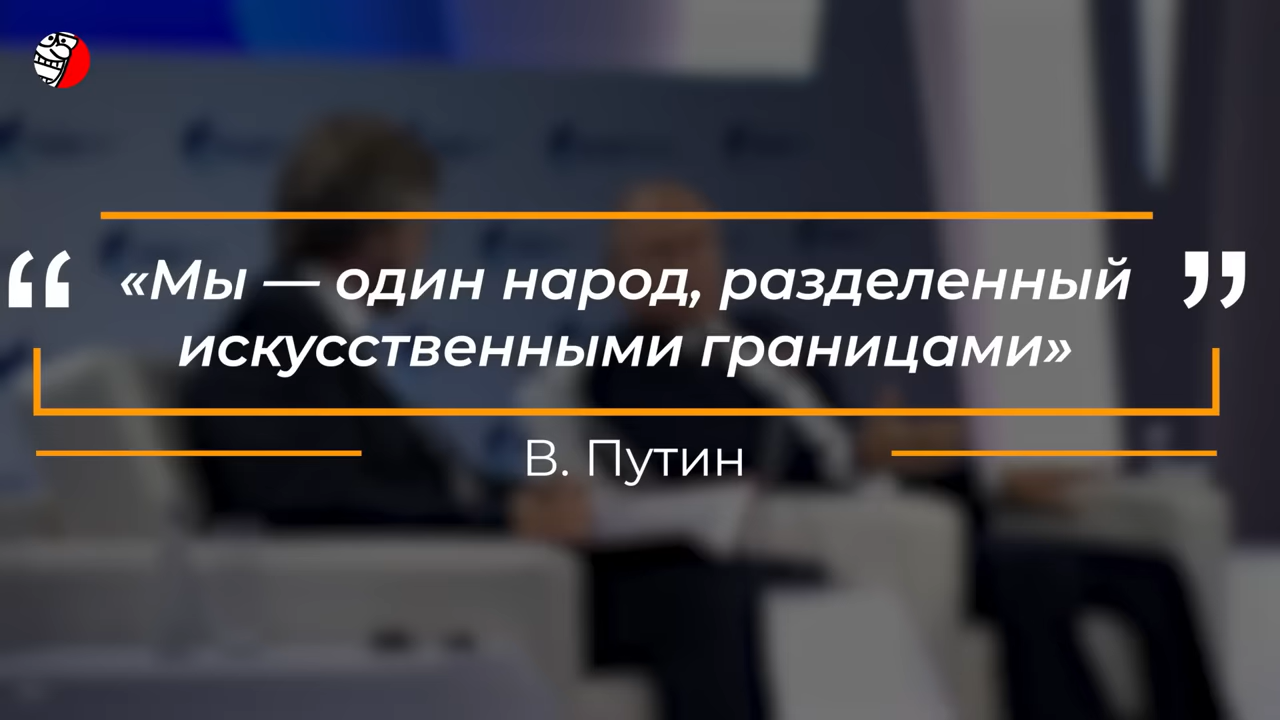 “ «Мы — один народ, разделенный ”
искусственными границами»
В. Путин